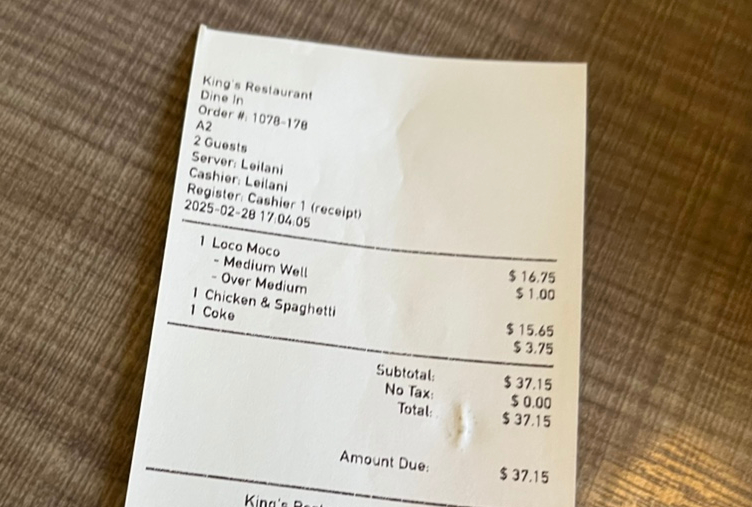 King's Restaurant
Dine In
Order #: 1078-178
A2
2 Guests
Server: Leilani
Cashier: Leilani
Register: Cashier 1 (receipt)
2025-02-28 17:04:05
1 Loco Moco $ 16.75
- Medium Well $ 1.00
- Over Medium
1 Chicken & Spaghetti $ 15.65
1 Coke $ 3.75
Subtotal: $ 37.15
No Tax: $ 0.00
Total: $ 37.15
Amount Due: $ 37.15
King's